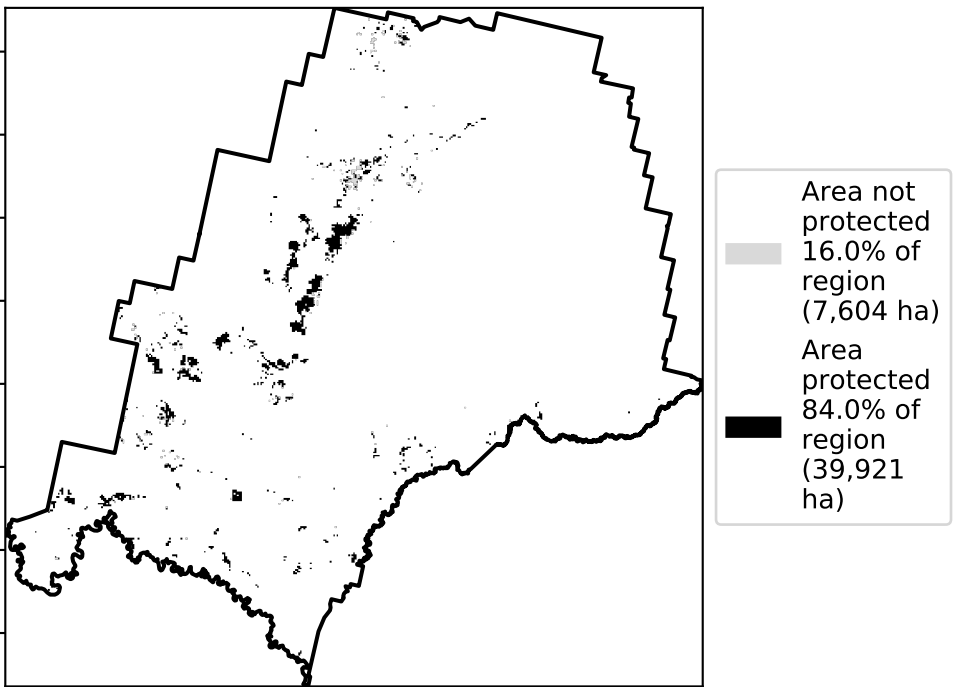 Area not
protected
16.0% of
region
(7,604 ha)
Area
protected
84.0% of
region
(39,921
ha)